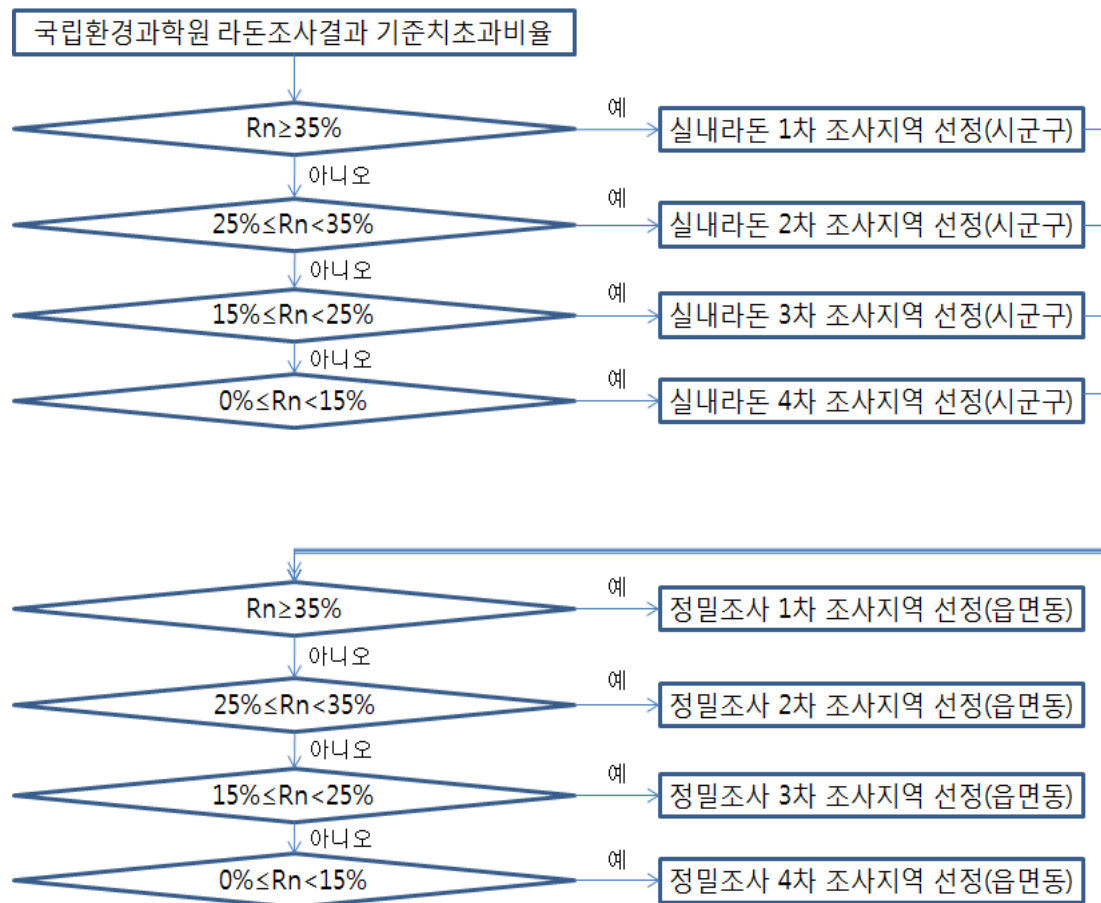 국립환경과학원 라돈조사결과 기준치초과비율
Rn≥35%
예
실내라돈 1차 조사지역 선정(시군구)
아니오
25%≤Rn<35%
예
실내라돈 2차 조사지역 선정(시군구)
아니오
15%≤Rn<25%
예
실내라돈 3차 조사지역 선정(시군구)
아니오
0%≤Rn<15%
예
실내라돈 4차 조사지역 선정(시군구)
Rn≥35%
예
정밀조사 1차 조사지역 선정(읍면동)
아니오
25%≤Rn<35%
예
정밀조사 2차 조사지역 선정(읍면동)
아니오
15%≤Rn<25%
예
정밀조사 3차 조사지역 선정(읍면동)
아니오
0%≤Rn<15%
예
정밀조사 4차 조사지역 선정(읍면동)